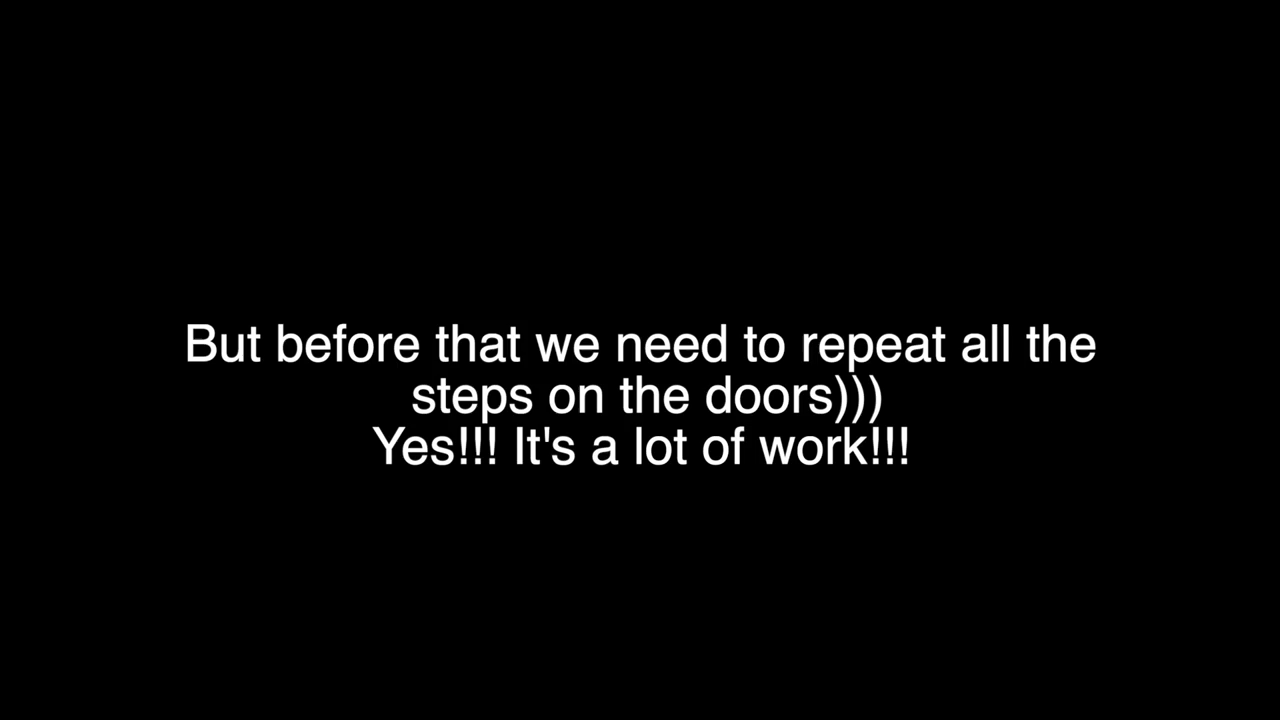 But before that we need to repeat all the
steps on the doors)))
Yes!!! It's a lot of work!!!